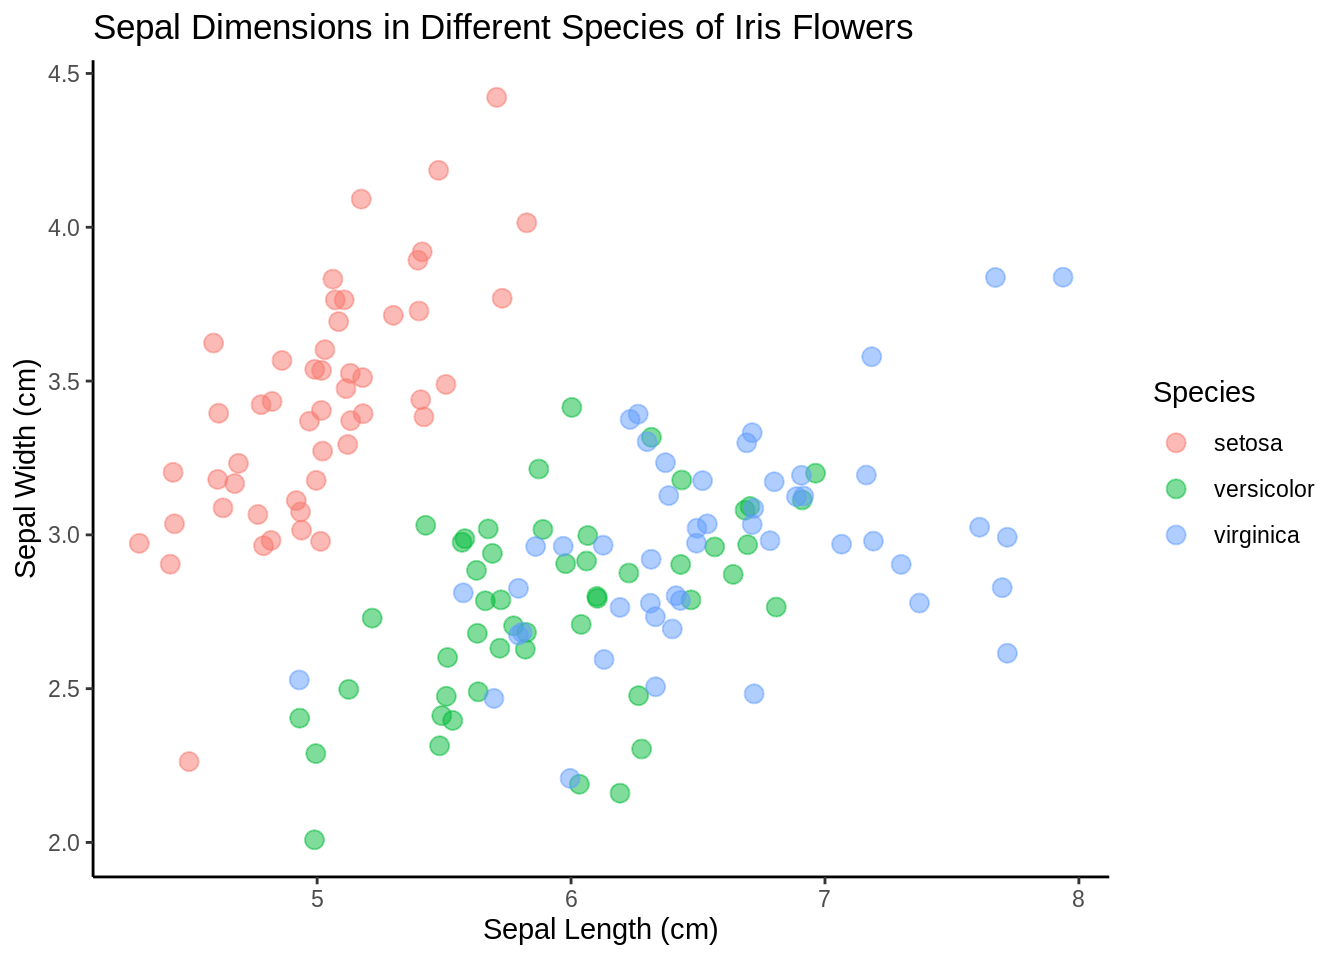 Sepal Dimensions in Different Species of Iris Flowers
4.5
4.0
3.5
3.0
2.5
2.0
Sepal Width (cm)
5 6 7 8
Sepal Length (cm)
Species
setosa
versicolor
virginica